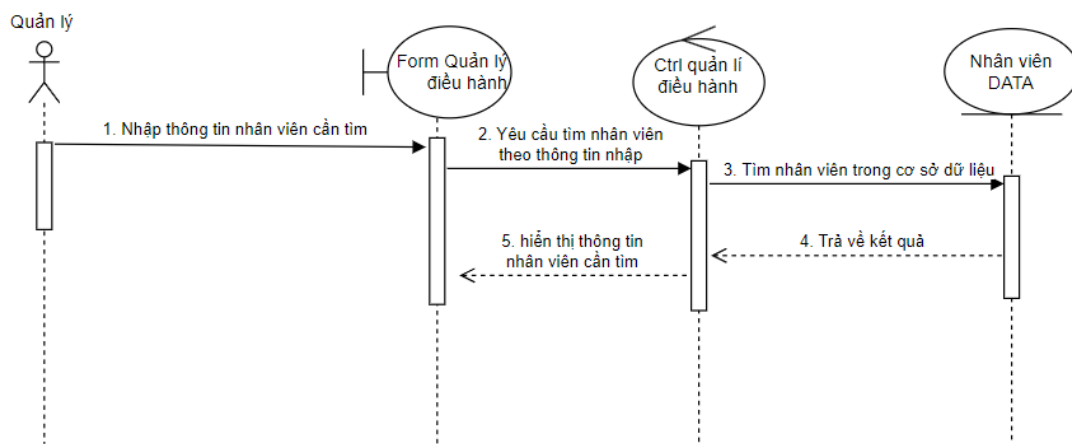 Quản lý
Form Quản lý
điều hành
Ctrl quản lí
điều hành
Nhân viên
DATA
1. Nhập thông tin nhân viên cần tìm
2. Yêu cầu tìm nhân viên
theo thông tin nhập
3. Tìm nhân viên trong cơ sở dữ liệu
4. Trả về kết quả
5. hiển thị thông tin
nhân viên cần tìm